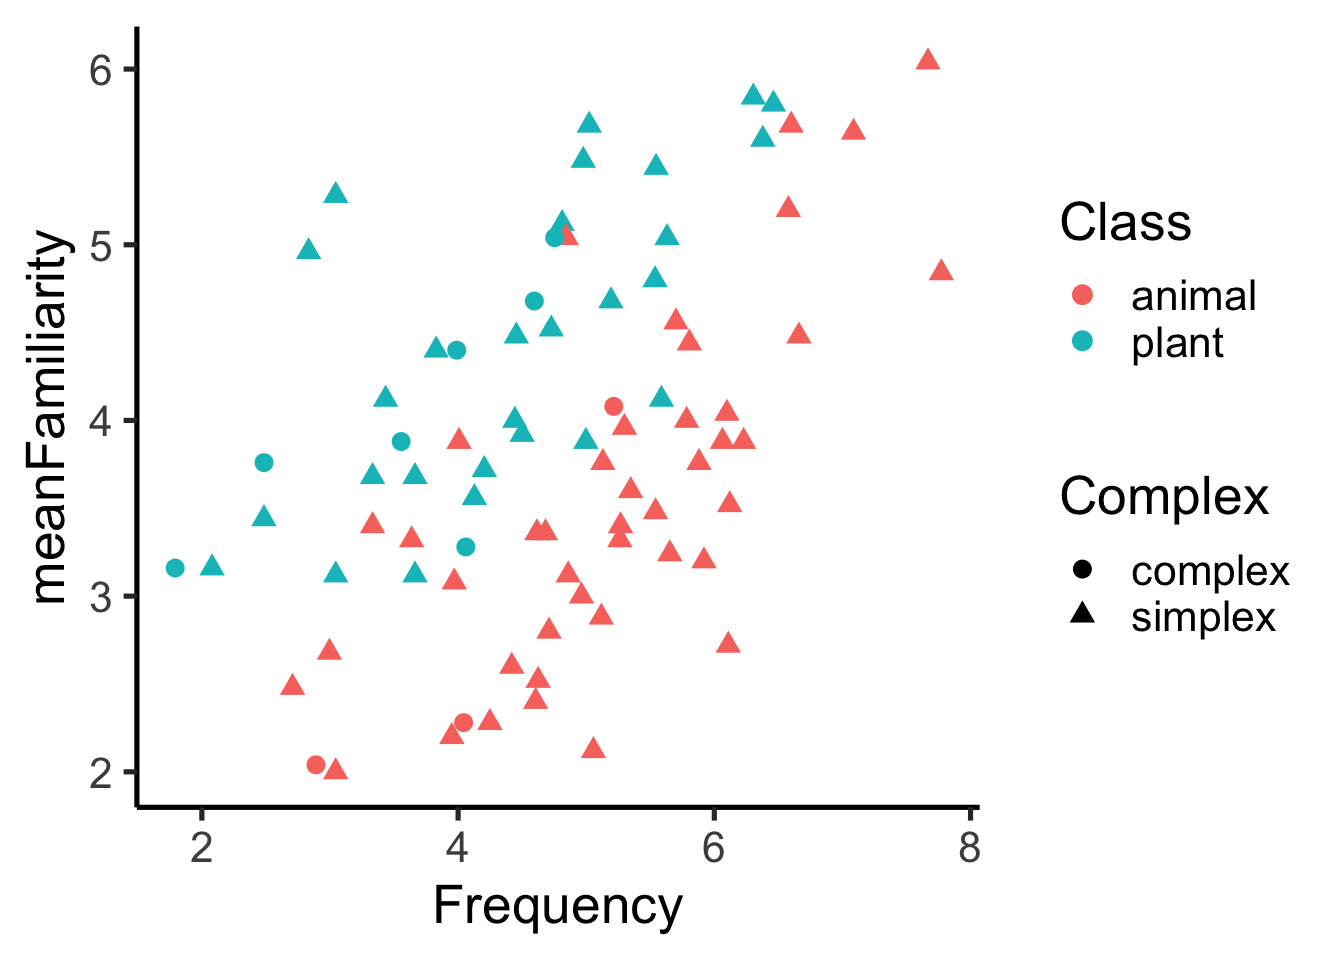 6
5
4
3
2
meanFamiliarity
2
4
6
8
Frequency
Class
animal
plant
Complex
complex
simplex